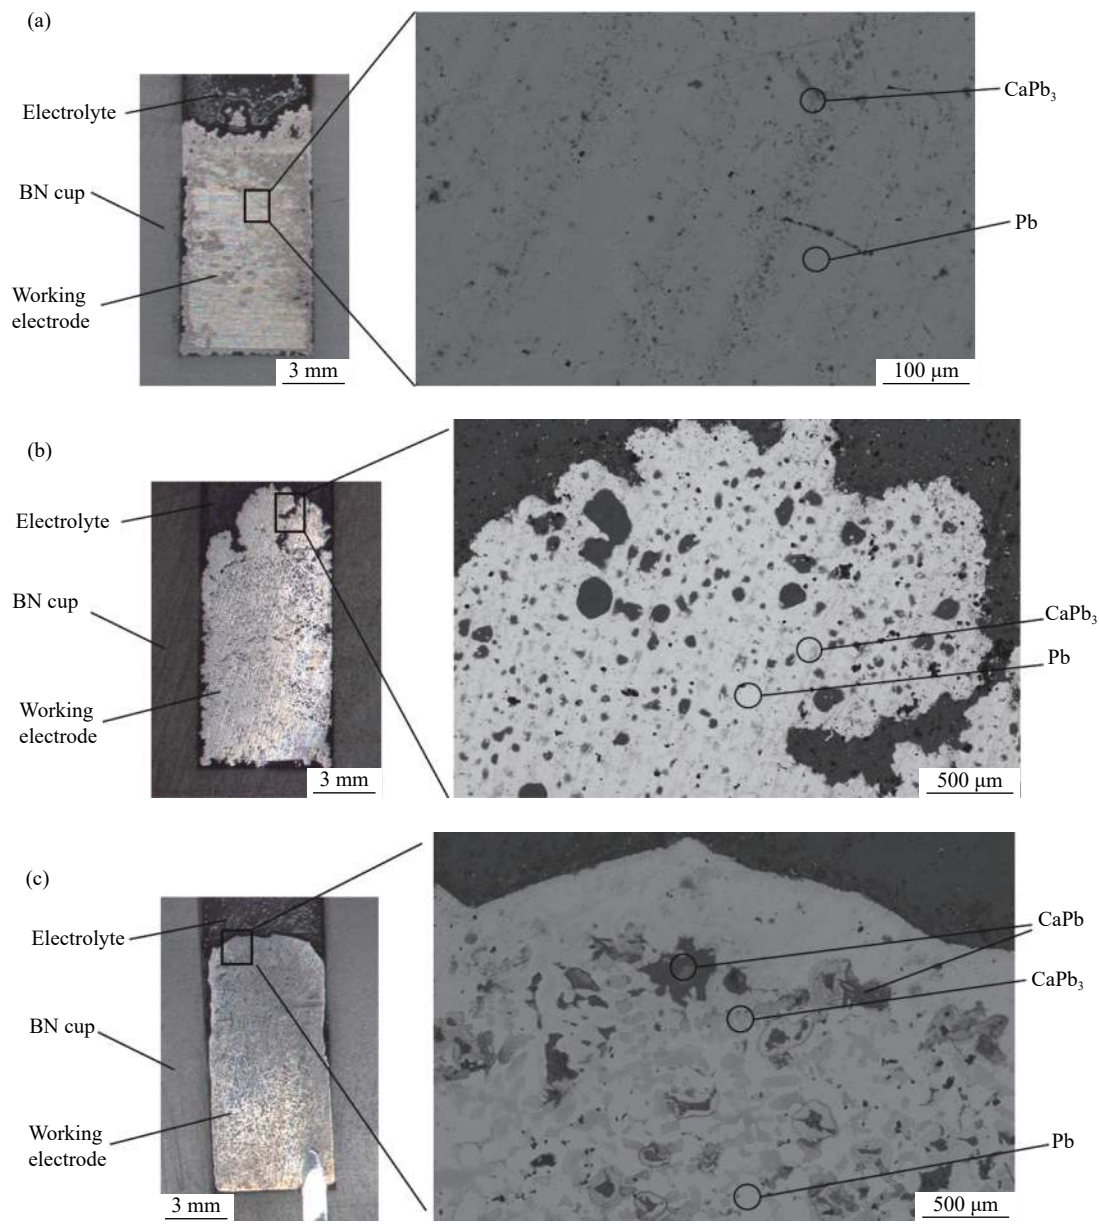 (a)
Electrolyte
BN cup
Working
electrode
3 mm
CaPb₃
Pb
100 μm
(b)
Electrolyte
BN cup
Working
electrode
3 mm
CaPb₃
Pb
500 μm
(c)
Electrolyte
BN cup
Working
electrode
3 mm
CaPb
CaPb₃
Pb
500 μm